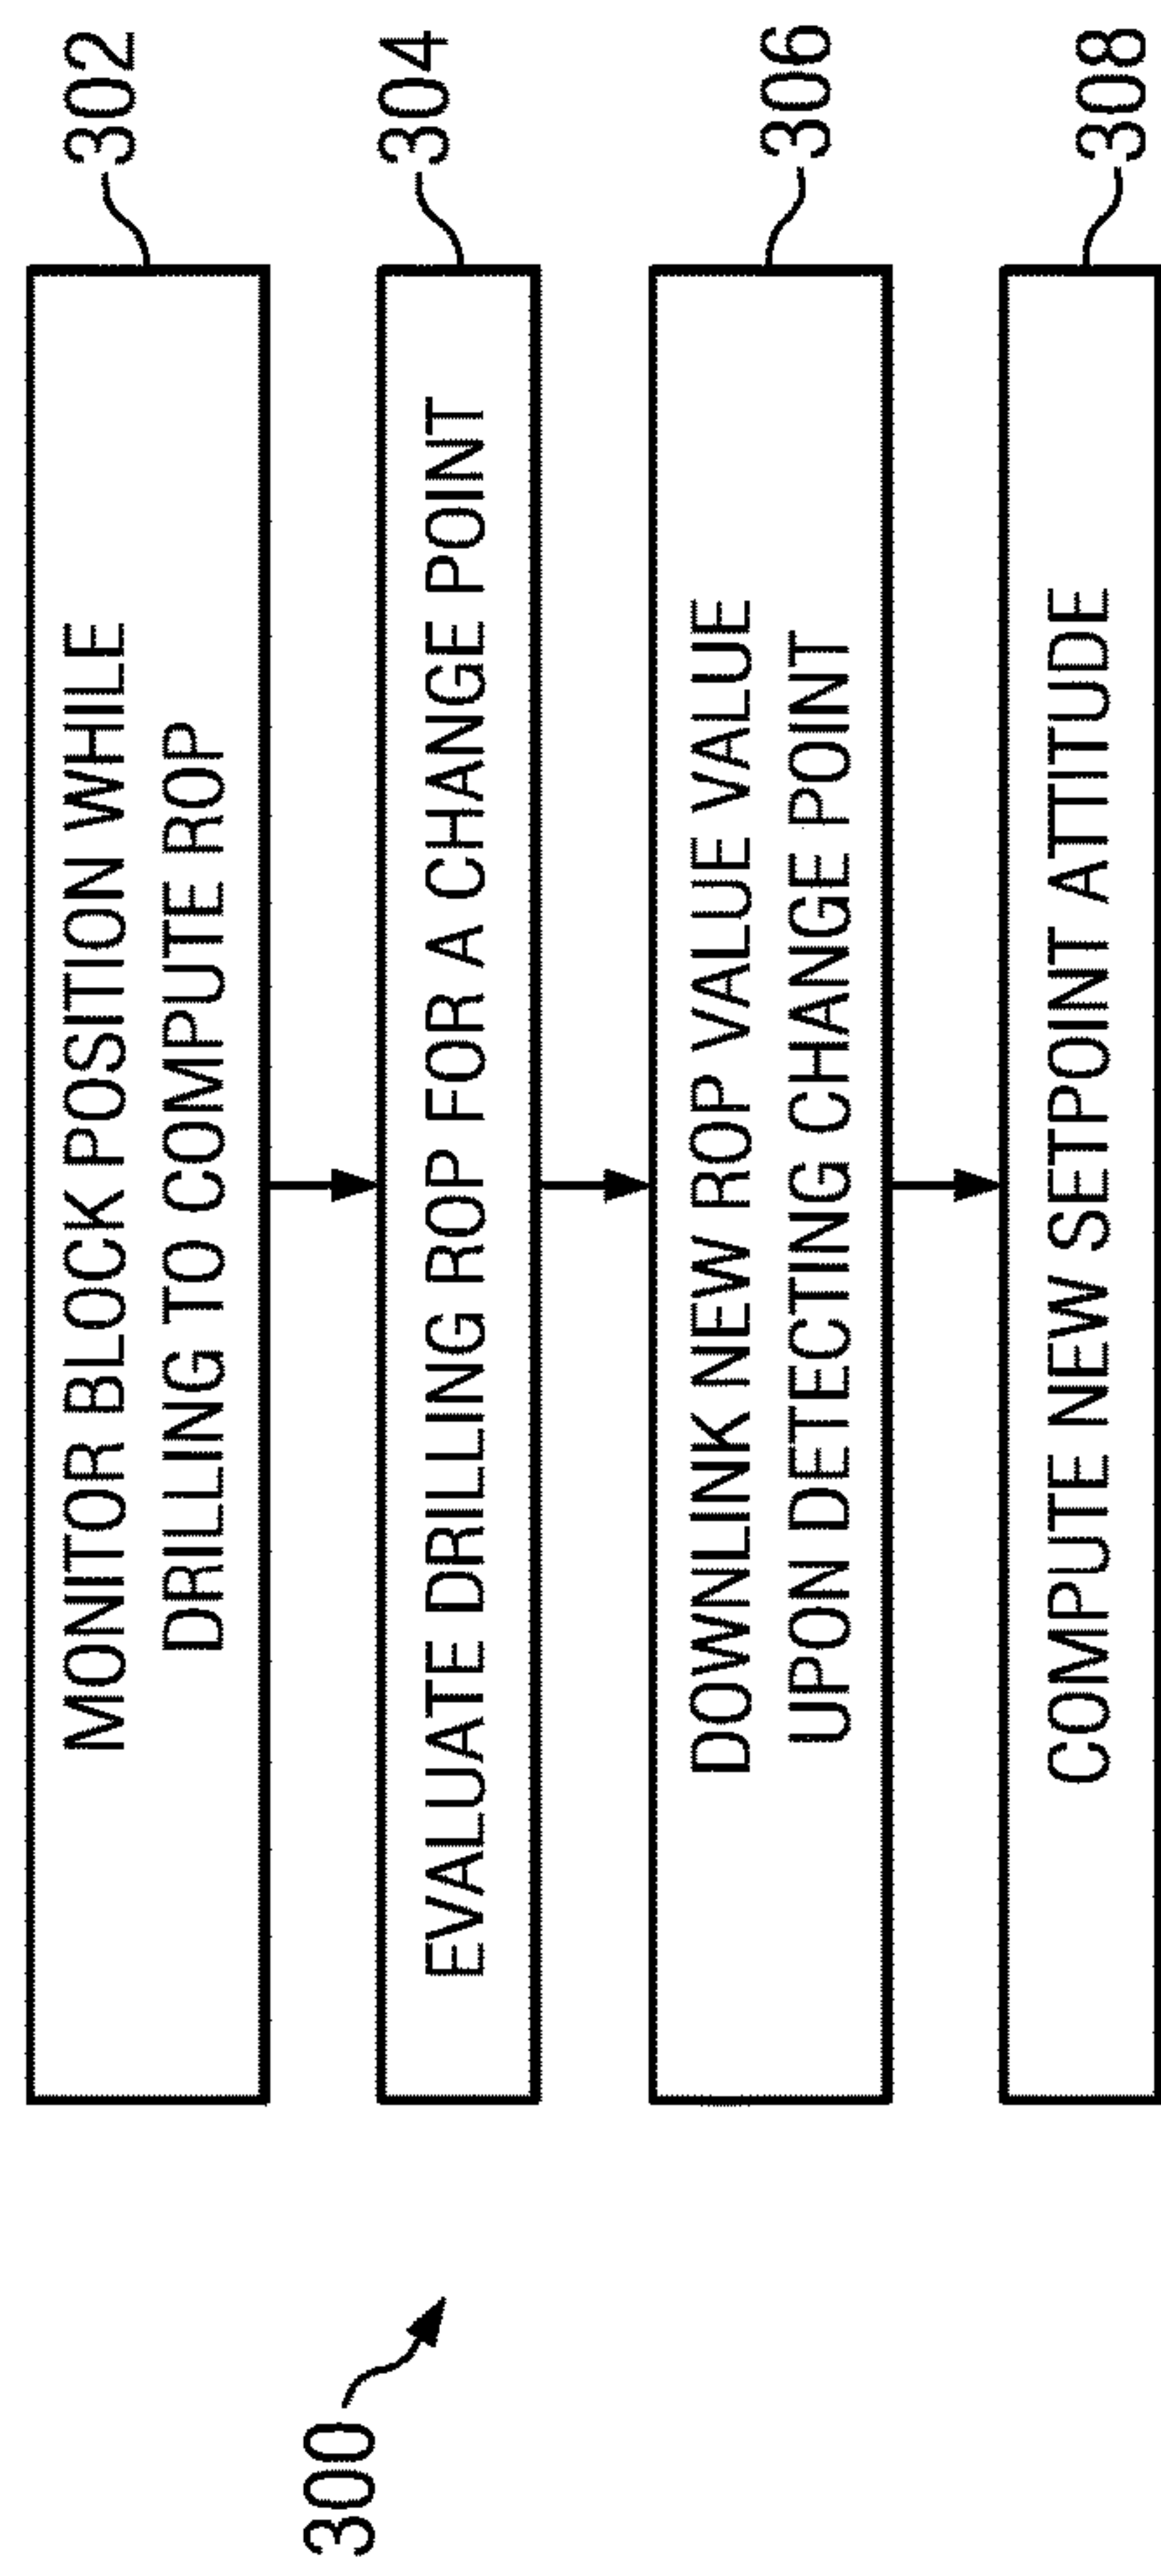 300
MONITOR BLOCK POSITION WHILE
DRILLING TO COMPUTE ROP
302
EVALUATE DRILLING ROP FOR A CHANGE POINT
304
DOWNLINK NEW ROP VALUE VALUE
UPON DETECTING CHANGE POINT
306
COMPUTE NEW SETPOINT ATTITUDE
308